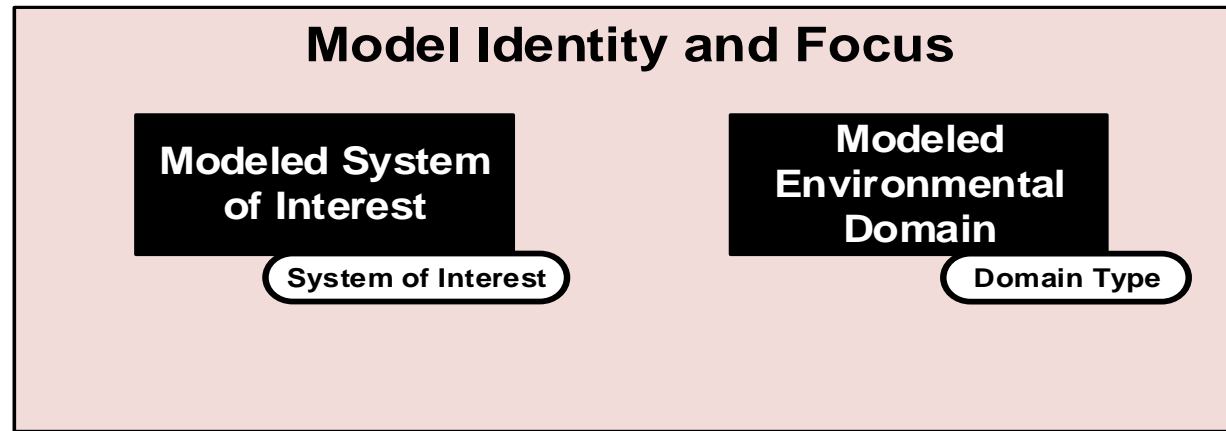 Model Identity and Focus
Modeled System
of Interest
System of Interest
Modeled
Environmental
Domain
Domain Type